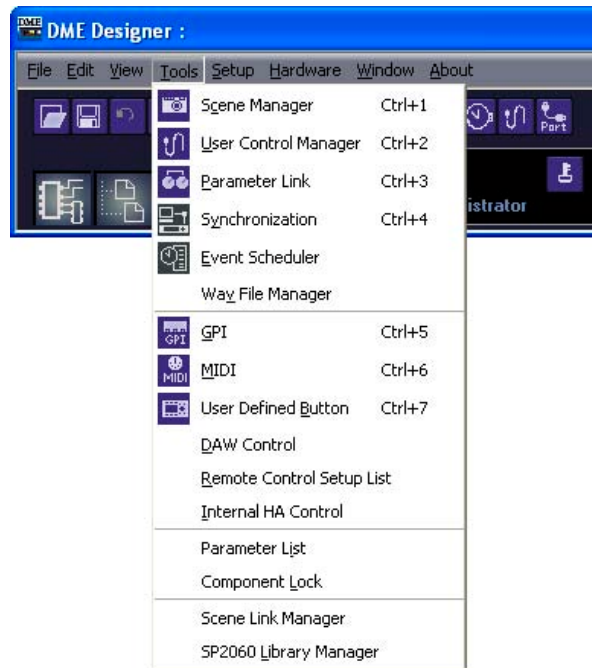 DME Designer :
File Edit View Tools Setup Hardware Window About
Scene Manager Ctrl+1
User Control Manager Ctrl+2
Parameter Link Ctrl+3
Synchronization Ctrl+4
Event Scheduler
Wav File Manager
GPI GPI Ctrl+5
MIDI MIDI Ctrl+6
User Defined Button Ctrl+7
DAW Control
Remote Control Setup List
Internal HA Control
Parameter List
Component Lock
Scene Link Manager
SP2060 Library Manager
Port
istrator